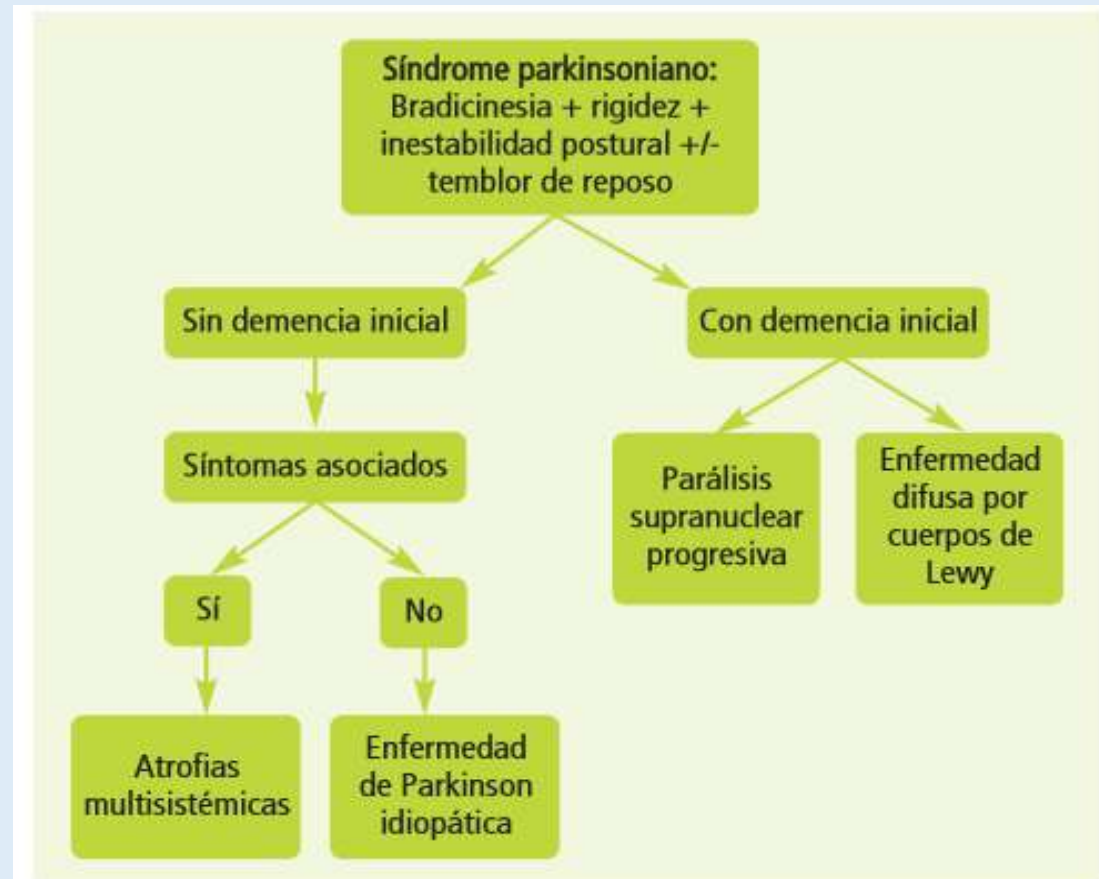 Síndrome parkinsoniano:
Bradicinesia + rigidez +
inestabilidad postural +/-
temblor de reposo
Sin demencia inicial
Con demencia inicial
Síntomas asociados
Parálisis
supranuclear
progresiva
Enfermedad
difusa por
cuerpos de
Lewy
Sí
No
Atrofias
multisistémicas
Enfermedad
de Parkinson
idiopática